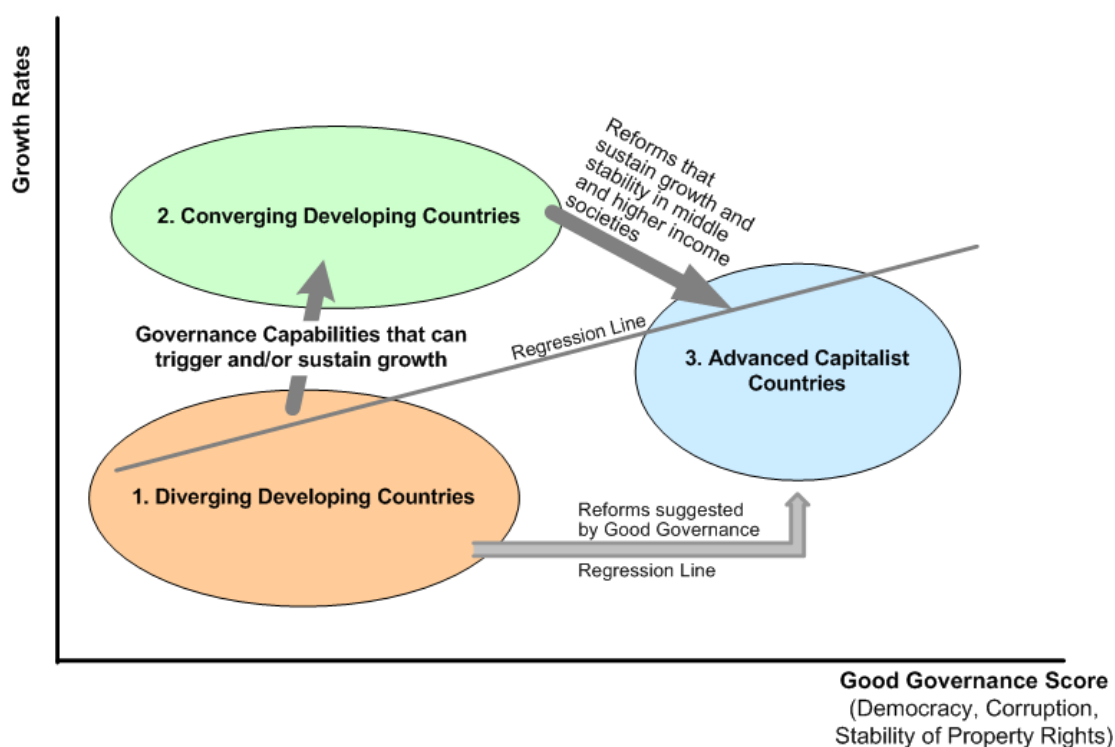 Growth Rates
Reforms that
sustain growth and
stability in middle
and higher income
societies
2. Converging Developing Countries
Governance Capabilities that can
trigger and/or sustain growth
Regression Line
3. Advanced Capitalist
Countries
1. Diverging Developing Countries
Reforms suggested
by Good Governance
Regression Line
Good Governance Score
(Democracy, Corruption,
Stability of Property Rights)